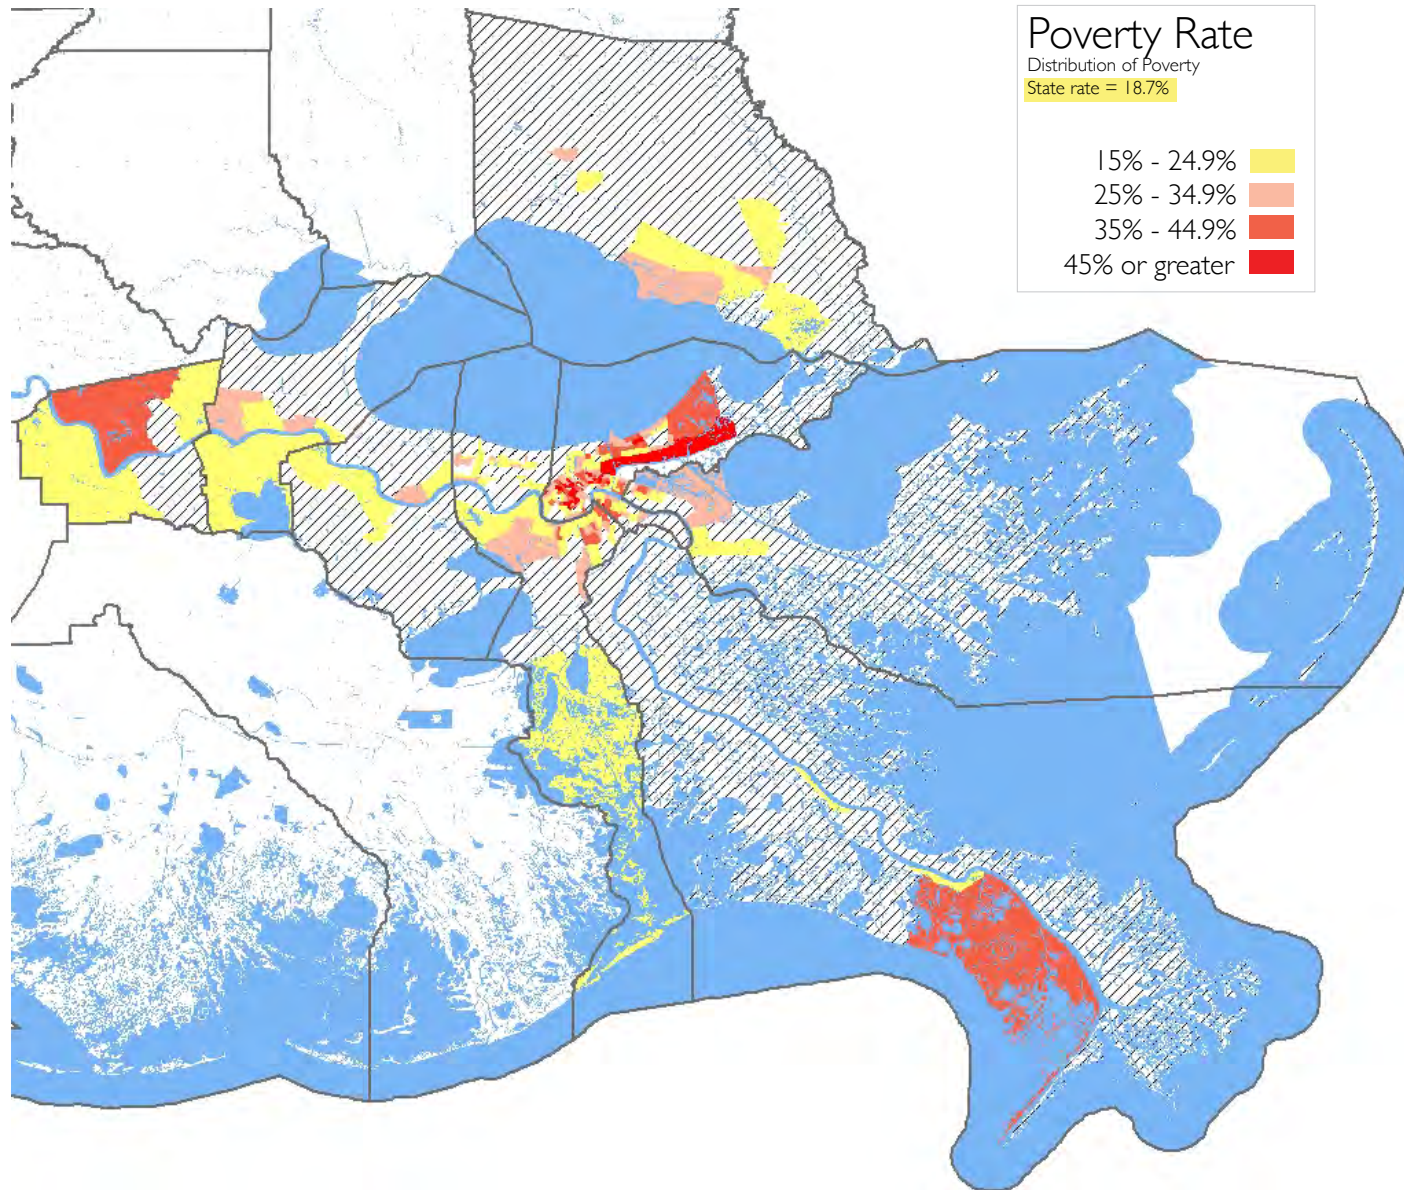 Poverty Rate
Distribution of Poverty
State rate = 18.7%
15% - 24.9%
25% - 34.9%
35% - 44.9%
45% or greater